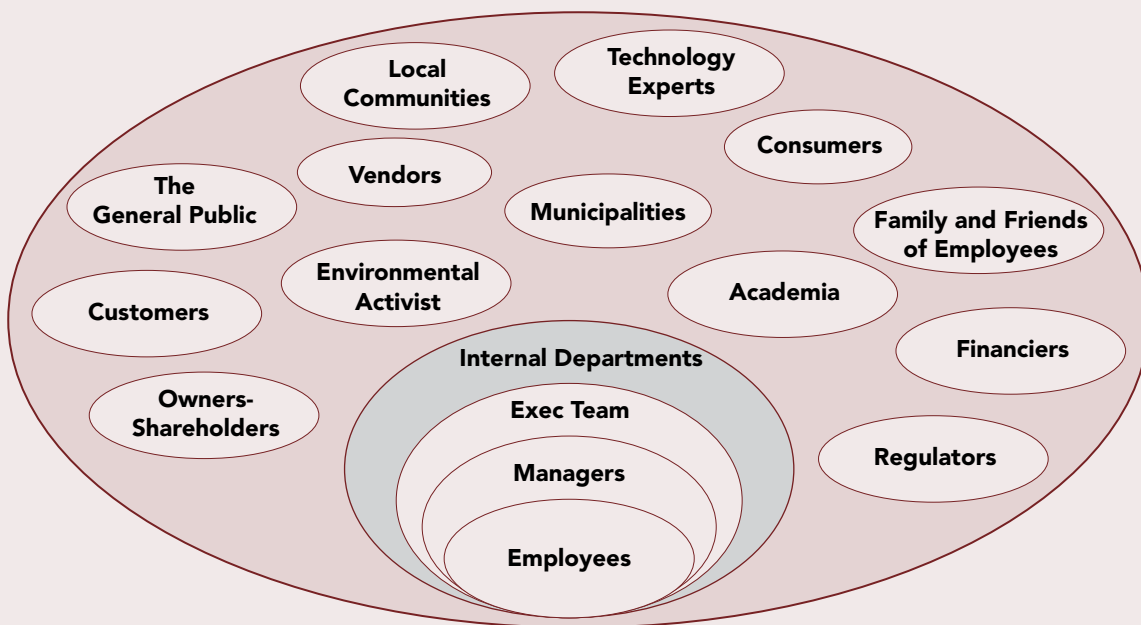 Local
Communities
Technology
Experts
Consumers
Vendors
The
General Public
Municipalities
Family and Friends
of Employees
Environmental
Activist
Academia
Customers
Financiers
Internal Departments
Owners-
Shareholders
Exec Team
Regulators
Managers
Employees